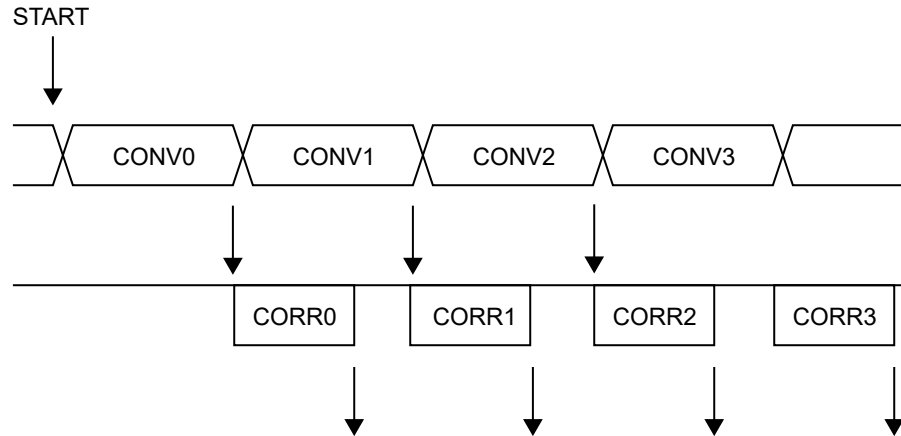 START
CONV0 CONV1 CONV2 CONV3
CORR0 CORR1 CORR2 CORR3